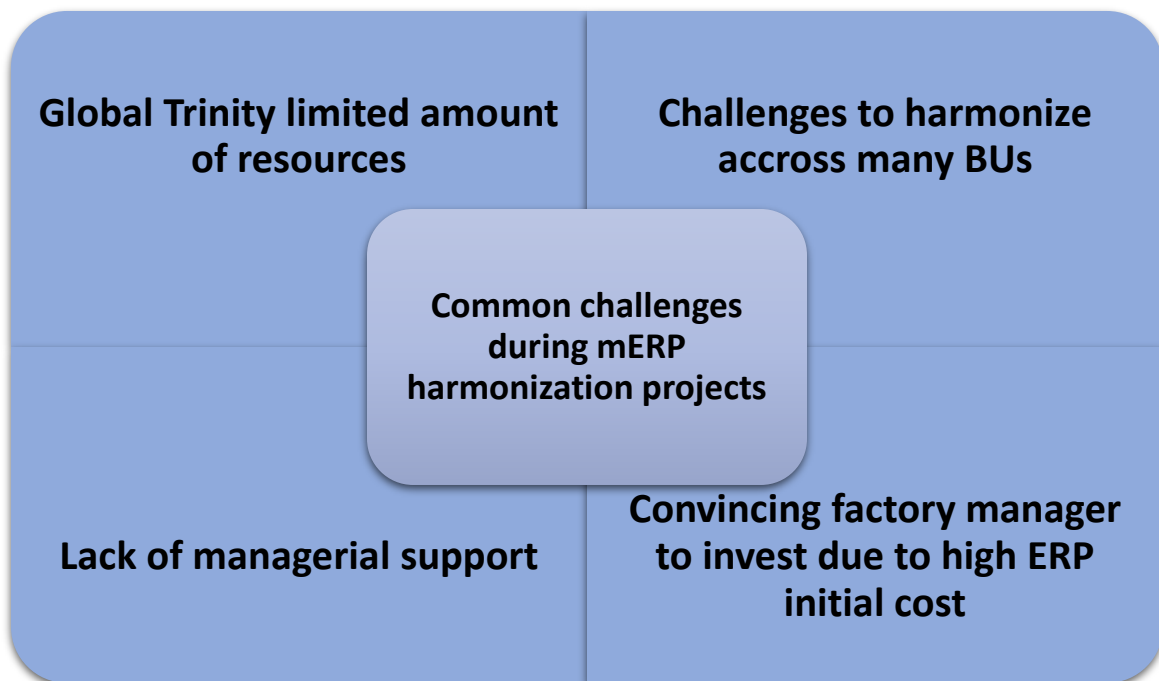 Global Trinity limited amount
of resources
Challenges to harmonize
accross many BUs
Common challenges
during mERP
harmonization projects
Lack of managerial support
Convincing factory manager
to invest due to high ERP
initial cost